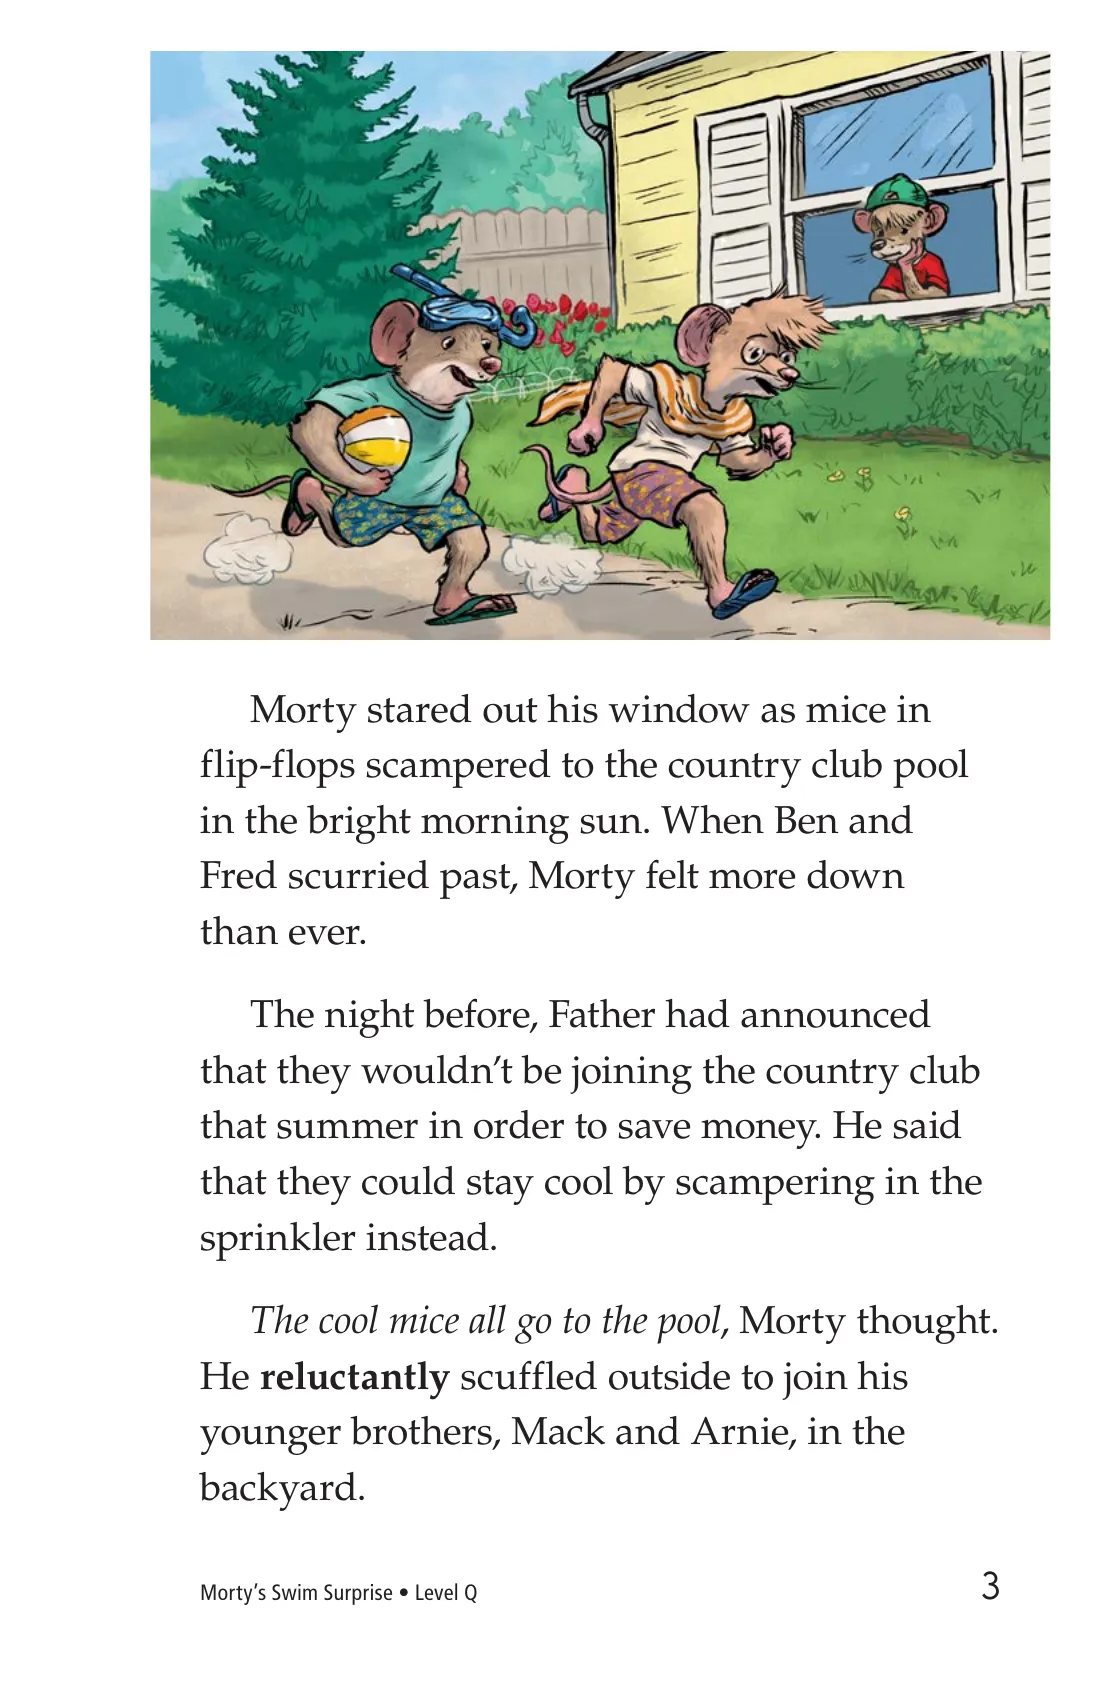 Morty stared out his window as mice in
flip-flops scampered to the country club pool
in the bright morning sun. When Ben and
Fred scurried past, Morty felt more down
than ever.
The night before, Father had announced
that they wouldn’t be joining the country club
that summer in order to save money. He said
that they could stay cool by scampering in the
sprinkler instead.
The cool mice all go to the pool, Morty thought.
He reluctantly scuffled outside to join his
younger brothers, Mack and Arnie, in the
backyard.
Morty’s Swim Surprise • Level Q
3